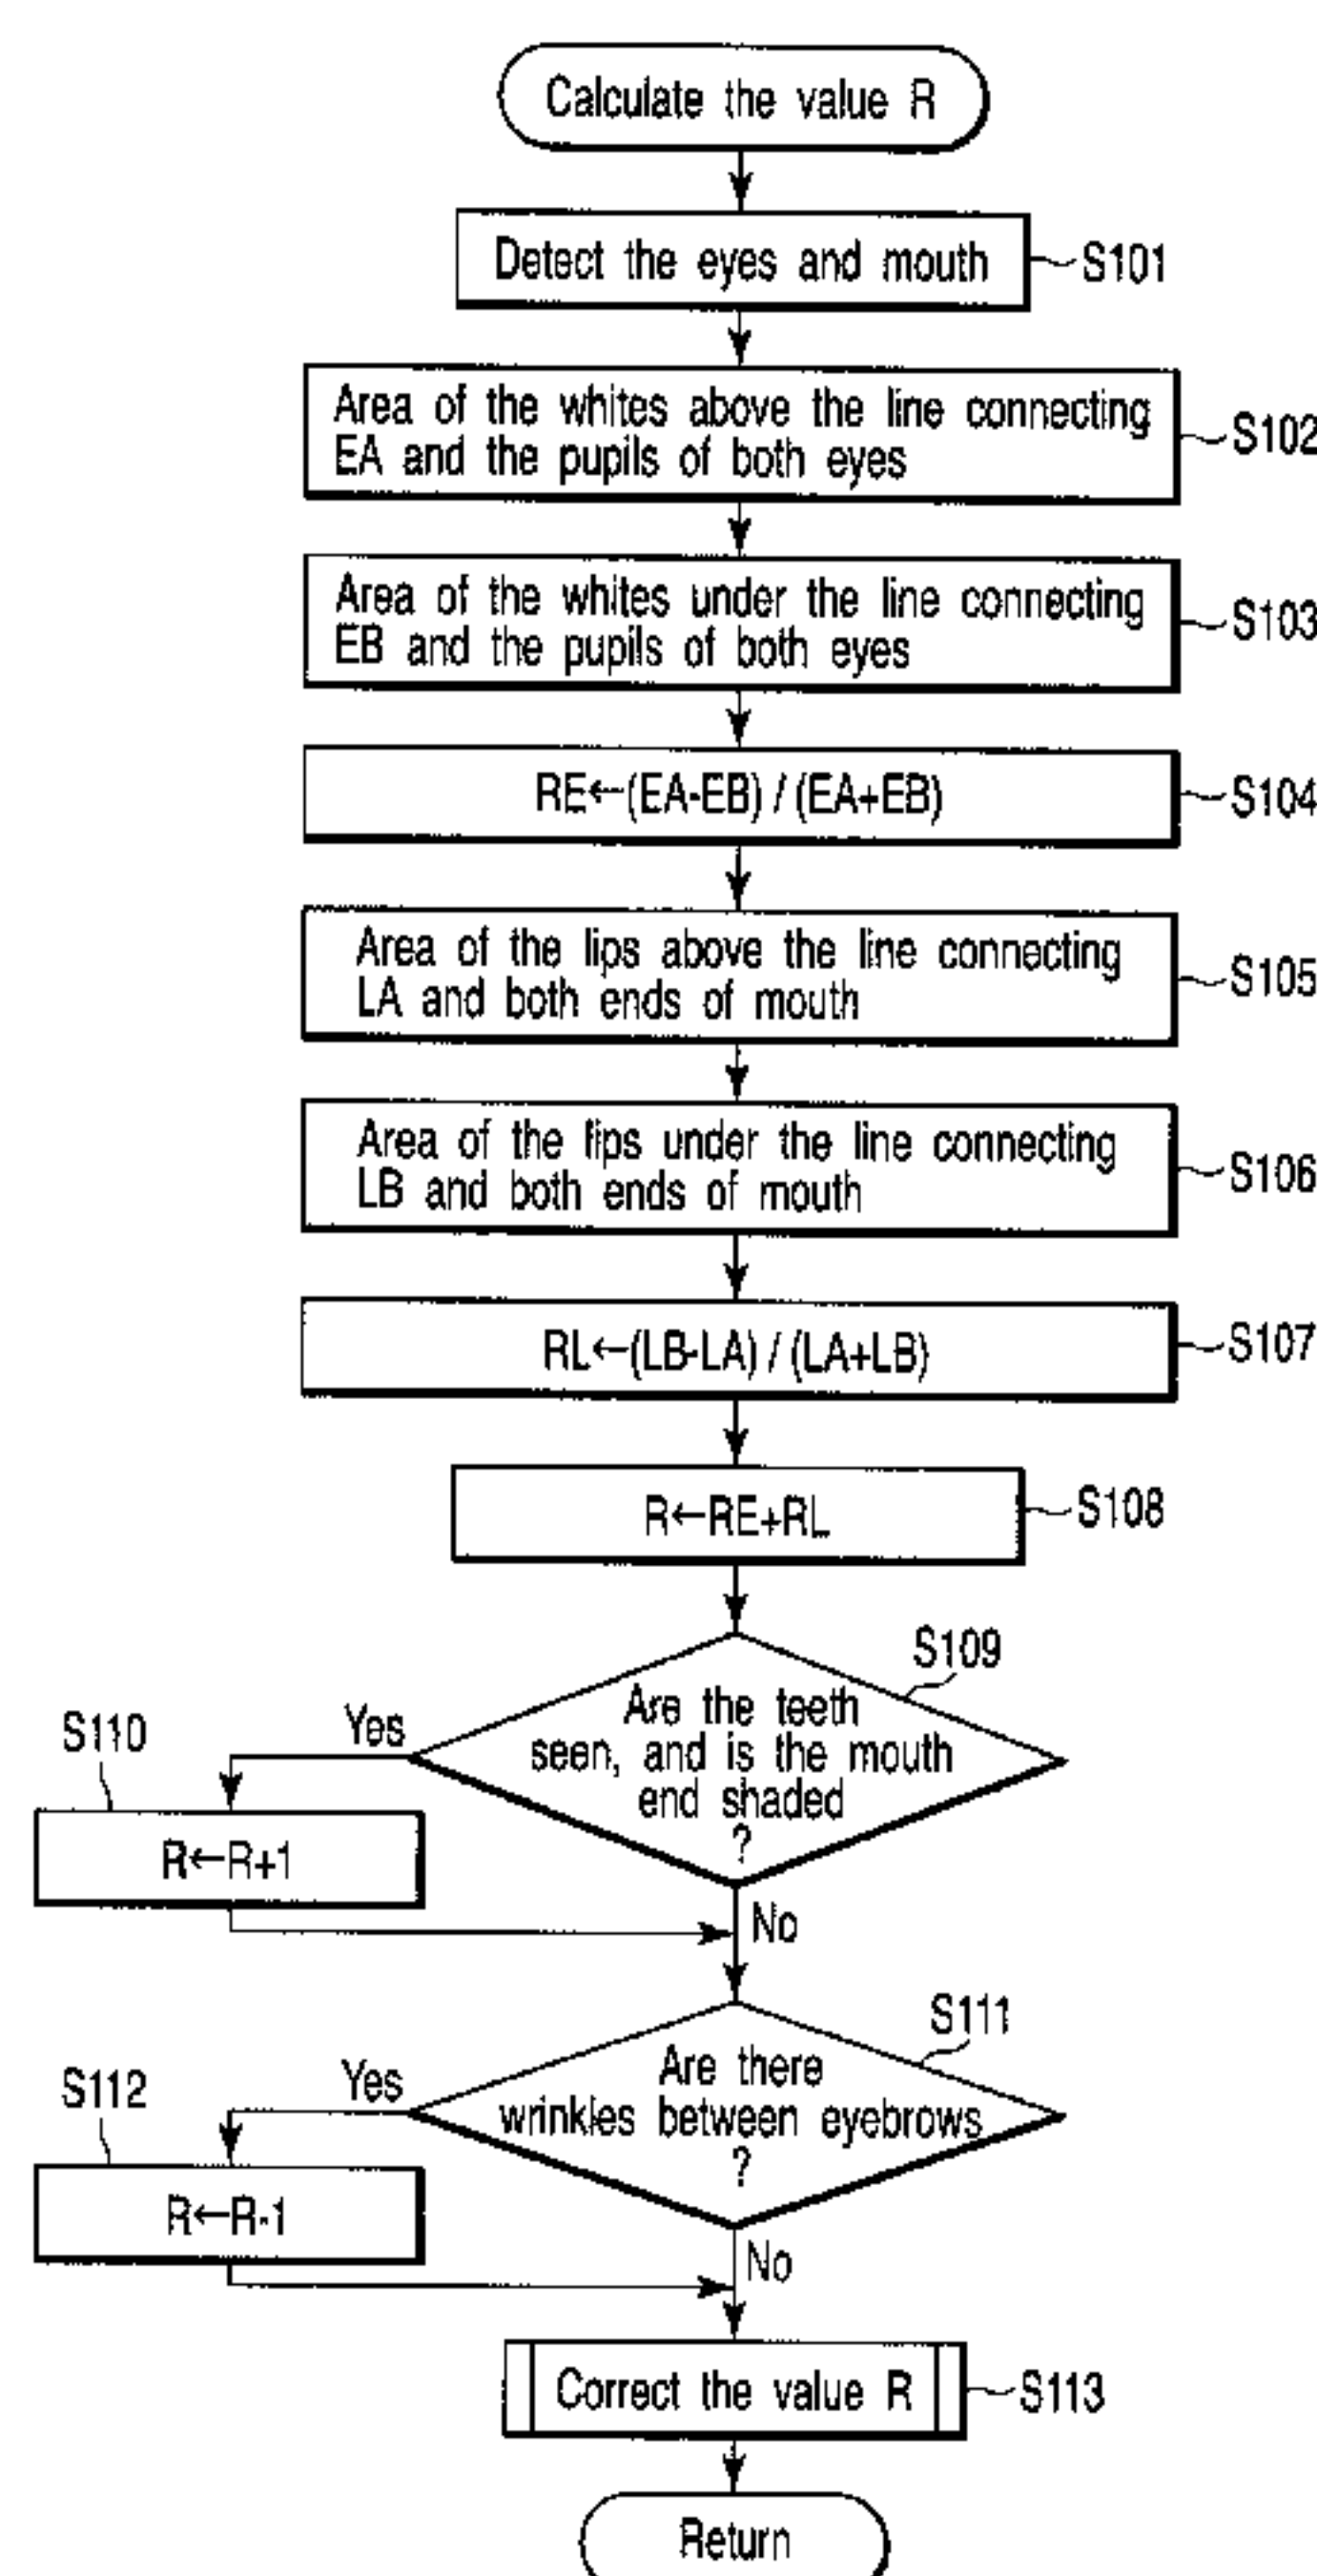 Calculate the value R
Detect the eyes and mouth
S101
Area of the whites above the line connecting
EA and the pupils of both eyes
S102
Area of the whites under the line connecting
EB and the pupils of both eyes
S103
RE←(EA-EB) / (EA+EB)
S104
Area of the lips above the line connecting
LA and both ends of mouth
S105
Area of the lips under the line connecting
LB and both ends of mouth
S106
RL←(LB-LA) / (LA+LB)
S107
R←RE+RL
S108
S109
Are the teeth
seen, and is the mouth
end shaded
?
Yes
S110
R←R+1
No
S111
Are there
wrinkles between eyebrows
?
Yes
S112
R←R-1
No
Correct the value R
S113
Return